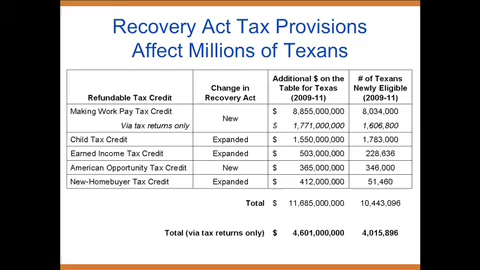 Recovery Act Tax Provisions
Affect Millions of Texans
Refundable Tax Credit | Change in Recovery Act | Additional $ on the Table for Texas (2009-11) | # of Texans Newly Eligible (2009-11)
Making Work Pay Tax Credit | New | $ 8,855,000,000 | 8,034,000
Via tax returns only | $ 1,771,000,000 | 1,606,800
Child Tax Credit | Expanded | $ 1,550,000,000 | 1,783,000
Earned Income Tax Credit | Expanded | $ 503,000,000 | 228,636
American Opportunity Tax Credit | New | $ 365,000,000 | 346,000
New-Homebuyer Tax Credit | Expanded | $ 412,000,000 | 51,460
Total $ 11,685,000,000 10,443,096
Total (via tax returns only) $ 4,601,000,000 4,015,896